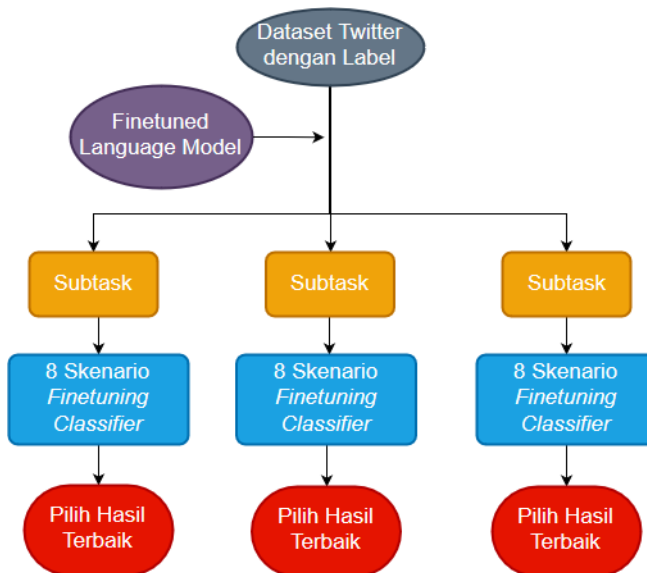 Dataset Twitter
dengan Label
Finetuned
Language Model
Subtask
Subtask
Subtask
8 Skenario
Finetuning
Classifier
8 Skenario
Finetuning
Classifier
8 Skenario
Finetuning
Classifier
Pilih Hasil
Terbaik
Pilih Hasil
Terbaik
Pilih Hasil
Terbaik